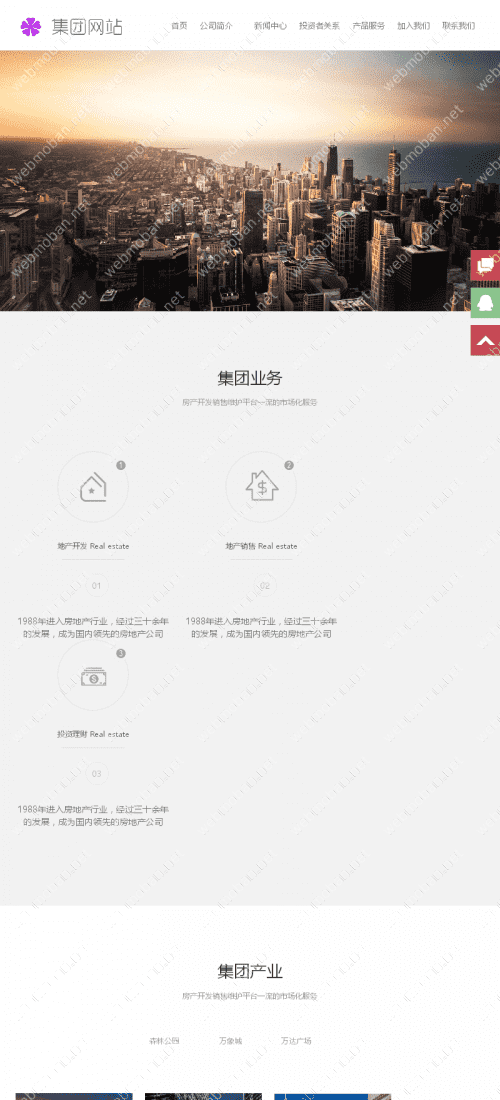 集团网站
首页 公司简介 新闻中心 投资者关系 产品服务 加入我们 联系我们
集团业务
房产开发销售维护平台一流的市场化服务
1
2
地产开发 Real estate
地产销售 Real estate
01
02
1988年进入房地产行业，经过三十余年
的发展，成为国内领先的房地产公司
1988年进入房地产行业，经过三十余年
的发展，成为国内领先的房地产公司
3
投资理财 Real estate
03
1988年进入房地产行业，经过三十余年
的发展，成为国内领先的房地产公司
集团产业
房产开发销售维护平台一流的市场化服务
森林公园 万象城 万达广场
webmoban.net